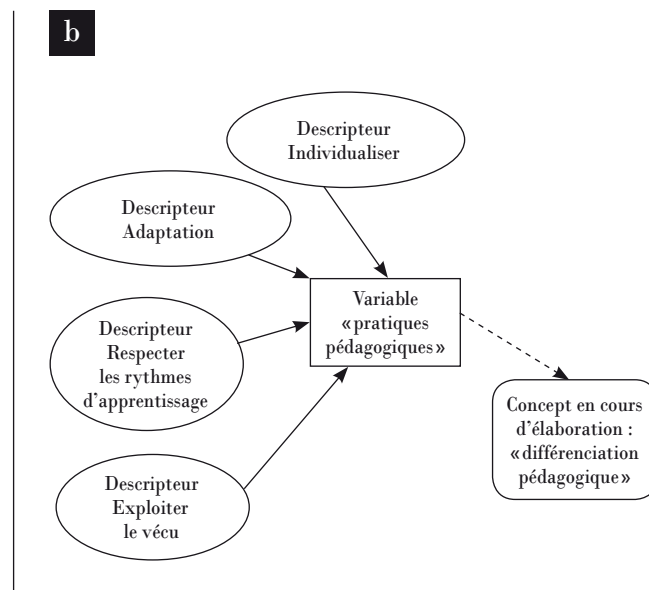 b
Descripteur
Individualiser
Descripteur
Adaptation
Descripteur
Respecter
les rythmes
d’apprentissage
Descripteur
Exploiter
le vécu
Variable
«pratiques
pédagogiques»
Concept en cours
d’élaboration :
«différenciation
pédagogique»